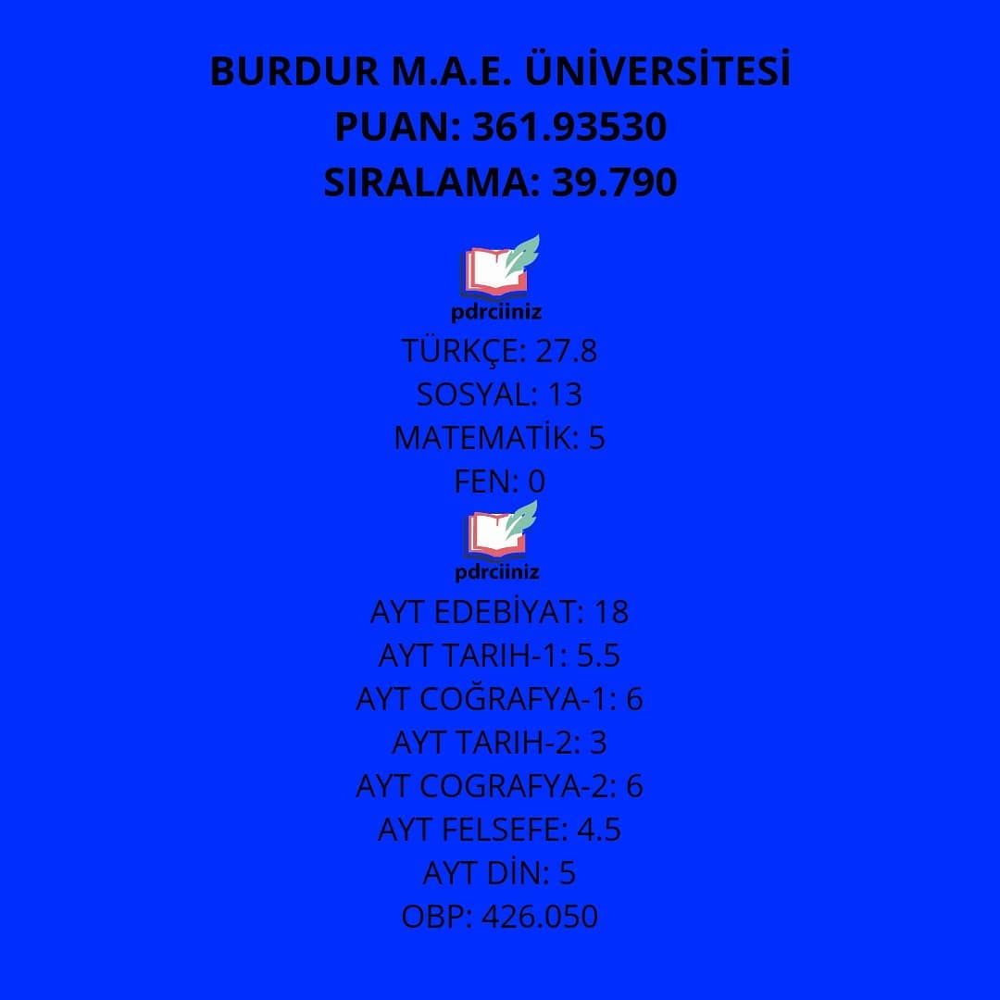 BURDUR M.A.E. ÜNİVERSİTESİ
PUAN: 361.93530
SIRALAMA: 39.790
pdrciiniz
TÜRKÇE: 27.8
SOSYAL: 13
MATEMATİK: 5
FEN: 0
pdrciiniz
AYT EDEBİYAT: 18
AYT TARIH-1: 5.5
AYT COĞRAFYA-1: 6
AYT TARIH-2: 3
AYT COGRAFYA-2: 6
AYT FELSEFE: 4.5
AYT DİN: 5
OBP: 426.050